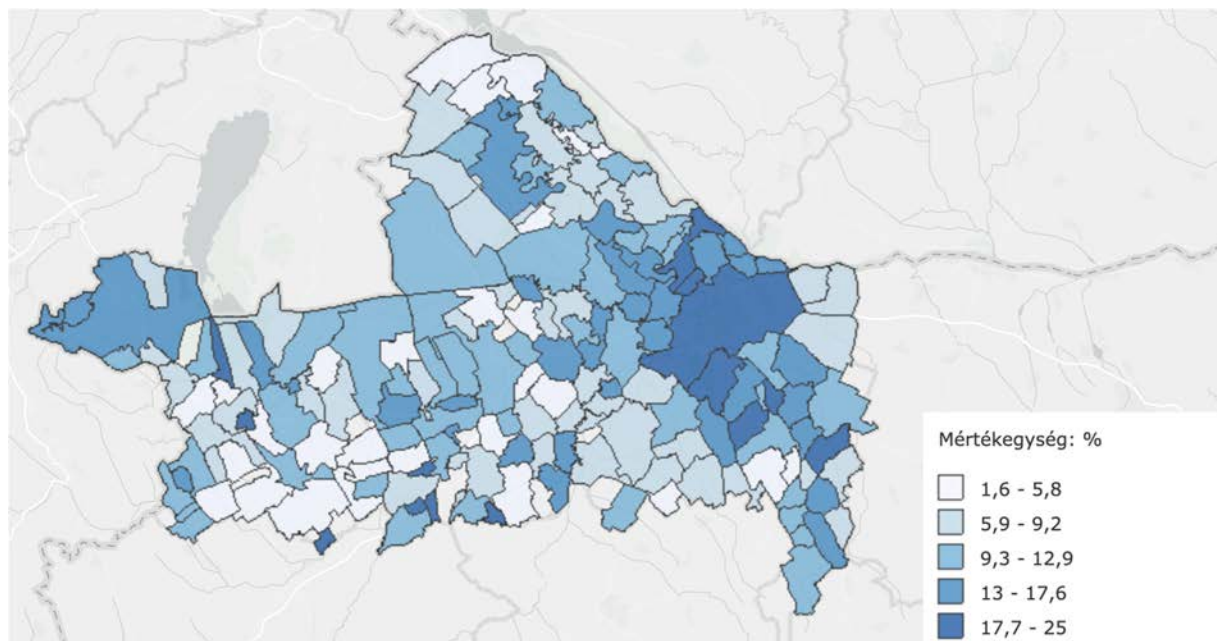 Mértékegység: %
1,6 - 5,8
5,9 - 9,2
9,3 - 12,9
13 - 17,6
17,7 - 25